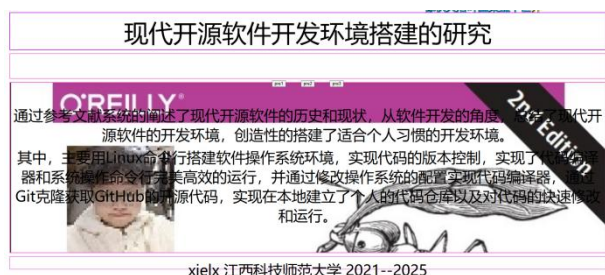 现代开源软件开发环境搭建的研究
O'REILLY
2nd Edition
通过参考文献系统的阐述了现代开源软件的历史和现状，从软件开发的角度，总结了现代开
源软件的开发环境，创造性的搭建了适合个人习惯的开发环境。
其中，主要用Linux命令行搭建软件操作系统环境，实现代码的版本控制，实现了代码编译
器和系统操作命令行完美高效的运行，并通过修改操作系统的配置实现代码编译器，通过
Git克隆获取GitHub的开源代码，实现在本地建立了个人的代码仓库以及对代码的快速修改
和运行。
xielx 江西科技师范大学 2021--2025